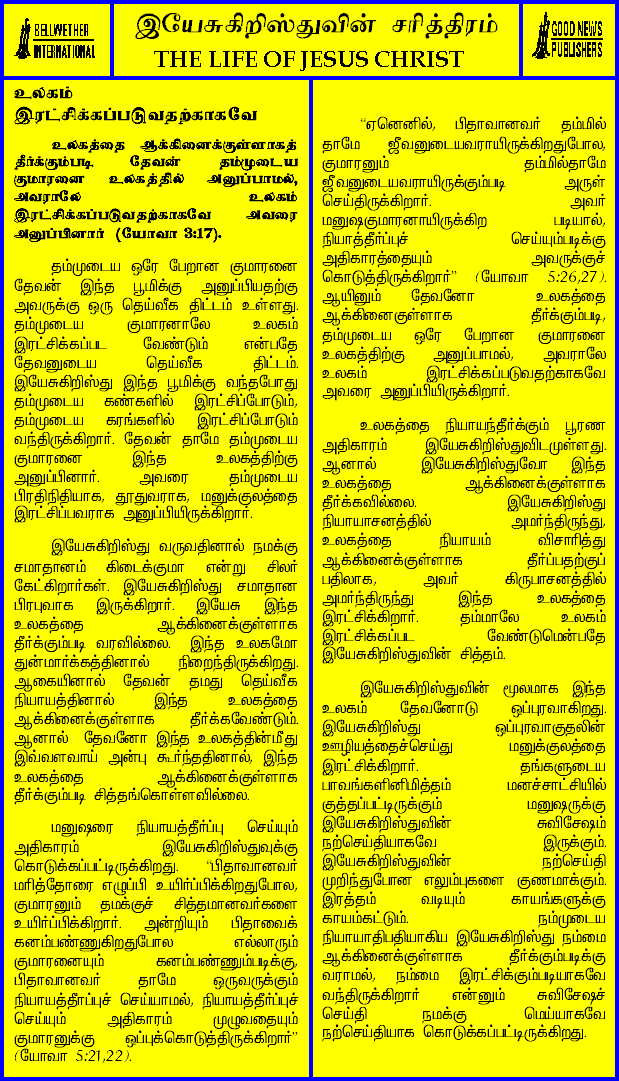 BELLWETHER
INTERNATIONAL
இயேசுகிறிஸ்துவின் சரித்திரம்
THE LIFE OF JESUS CHRIST
GOOD NEWS
PUBLISHERS
உலகம்
இரட்சிக்கப்படுவதற்காகவே
உலகத்தை ஆக்கினைக்குள்ளாகத்
தீர்க்கும்படி தேவன் தம்முடைய
குமாரனை உலகத்தில் அனுப்பாமல்,
அவராலே உலகம்
இரட்சிக்கப்படுவதற்காகவே அவரை
அனுப்பினார் (யோவா 3:17).
தம்முடைய ஒரே பேறான குமாரனை
தேவன் இந்த பூமிக்கு அனுப்பியதற்கு
அவருக்கு ஒரு தெய்வீக திட்டம் உள்ளது.
தம்முடைய குமாரனாலே உலகம்
இரட்சிக்கப்பட வேண்டும் என்பதே
தேவனுடைய தெய்வீக திட்டம்.
இயேசுகிறிஸ்து இந்த பூமிக்கு வந்தபோது
தம்முடைய கண்களில் இரட்சிப்போடும்,
தம்முடைய கரங்களில் இரட்சிப்போடும்
வந்திருக்கிறார். தேவன் தாமே தம்முடைய
குமாரனை இந்த உலகத்திற்கு
அனுப்பினார். அவரை தம்முடைய
பிரதிநிதியாக, தூதுவராக, மனுக்குலத்தை
இரட்சிப்பவராக அனுப்பியிருக்கிறார்.
இயேசுகிறிஸ்து வருவதினால் நமக்கு
சமாதானம் கிடைக்குமா என்று சிலர்
கேட்கிறார்கள். இயேசுகிறிஸ்து சமாதான
பிரபுவாக இருக்கிறார். இயேசு இந்த
உலகத்தை ஆக்கினைக்குள்ளாக
தீர்க்கும்படி வரவில்லை. இந்த உலகமோ
துன்மார்க்கத்தினால் நிறைந்திருக்கிறது.
ஆகையினால் தேவன் தமது தெய்வீக
நியாயத்தினால் இந்த உலகத்தை
ஆக்கினைக்குள்ளாக தீர்க்கவேண்டும்.
ஆனால் தேவனோ இந்த உலகத்தின்மீது
இவ்வளவாய் அன்பு கூர்ந்ததினால், இந்த
உலகத்தை ஆக்கினைக்குள்ளாக
தீர்க்கும்படி சித்தங்கொள்ளவில்லை.
மனுஷரை நியாயத்தீர்ப்பு செய்யும்
அதிகாரம் இயேசுகிறிஸ்துவுக்கு
கொடுக்கப்பட்டிருக்கிறது. “பிதாவானவர்
மரித்தோரை எழுப்பி உயிர்ப்பிக்கிறதுபோல,
குமாரனும் தமக்குச் சித்தமானவர்களை
உயிர்ப்பிக்கிறார். அன்றியும் பிதாவைக்
கனம்பண்ணுகிறதுபோல எல்லாரும்
குமாரனையும் கனம்பண்ணும்படிக்கு,
பிதாவானவர் தாமே ஒருவருக்கும்
நியாயத்தீர்ப்புச் செய்யாமல், நியாயத்தீர்ப்புச்
செய்யும் அதிகாரம் முழுவதையும்
குமாரனுக்கு ஒப்புக்கொடுத்திருக்கிறார்”
(யோவா 5:21,22).
“ஏனெனில், பிதாவானவர் தம்மில்
தாமே ஜீவனுடையவராயிருக்கிறதுபோல,
குமாரனும் தம்மில்தாமே
ஜீவனுடையவராயிருக்கும்படி அருள்
செய்திருக்கிறார். அவர்
மனுஷகுமாரனாயிருக்கிற படியால்,
நியாத்தீர்ப்புச் செய்யும்படிக்கு
அதிகாரத்தையும் அவருக்குச்
கொடுத்திருக்கிறார்” (யோவா 5:26,27).
ஆயினும் தேவனோ உலகத்தை
ஆக்கினைகுள்ளாக தீர்க்கும்படி,
தம்முடைய ஒரே பேறான குமாரனை
உலகத்திற்கு அனுப்பாமல், அவராலே
உலகம் இரட்சிக்கப்படுவதற்காகவே
அவரை அனுப்பியிருக்கிறார்.
உலகத்தை நியாயந்தீர்க்கும் பூரண
அதிகாரம் இயேசுகிறிஸ்துவிடமுள்ளது.
ஆனால் இயேசுகிறிஸ்துவோ இந்த
உலகத்தை ஆக்கினைக்குள்ளாக
தீர்க்கவில்லை. இயேசுகிறிஸ்து
நியாயாசனத்தில் அமர்ந்திருந்து,
உலகத்தை நியாயம் விசாரித்து
ஆக்கினைக்குள்ளாக தீர்ப்பதற்குப்
பதிலாக, அவர் கிருபாசனத்தில்
அமர்ந்திருந்து இந்த உலகத்தை
இரட்சிக்கிறார். தம்மாலே உலகம்
இரட்சிக்கப்பட வேண்டுமென்பதே
இயேசுகிறிஸ்துவின் சித்தம்.
இயேசுகிறிஸ்துவின் மூலமாக இந்த
உலகம் தேவனோடு ஒப்புரவாகிறது.
இயேசுகிறிஸ்து ஒப்புரவாகுதலின்
ஊழியத்தைச்செய்து மனுக்குலத்தை
இரட்சிக்கிறார். தங்களுடைய
பாவங்களினிமித்தம் மனச்சாட்சியில்
குத்தப்பட்டிருக்கும் மனுஷருக்கு
இயேசுகிறிஸ்துவின் சுவிசேஷம்
நற்செய்தியாகவே இருக்கும்.
இயேசுகிறிஸ்துவின் நற்செய்தி
முறிந்துபோன எலும்புகளை குணமாக்கும்.
இரத்தம் வடியும் காயங்களுக்கு
காயம்கட்டும். நம்முடைய
நியாயாதிபதியாகிய இயேசுகிறிஸ்து நம்மை
ஆக்கினைக்குள்ளாக தீர்க்கும்படிக்கு
வராமல், நம்மை இரட்சிக்கும்படியாகவே
வந்திருக்கிறார் என்னும் சுவிசேஷச்
செய்தி நமக்கு மெய்யாகவே
நற்செய்தியாக கொடுக்கப்பட்டிருக்கிறது.